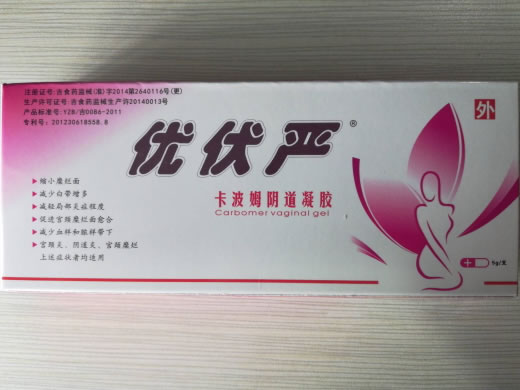 注册证号:吉食药监械(准)字2014第2640116号(更)
生产许可证号:吉食药监械生产许20140013号
产品标准号:YZB/吉0086-2011
专利号:201230618558.8
外
优伏严®
卡波姆阴道凝胶
Carbomer vaginal gel
▶缩小糜烂面
▶减少白带增多
▶减轻局部炎症程度
▶促进宫颈糜烂面愈合
▶减少血样和脓样带下
▶宫颈炎、阴道炎、宫颈糜烂
上述症状者均适用
5g/支